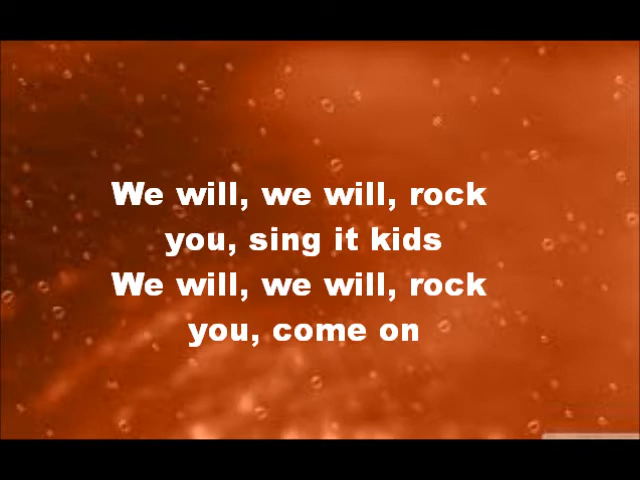 We will, we will, rock
you, sing it kids
We will, we will, rock
you, come on